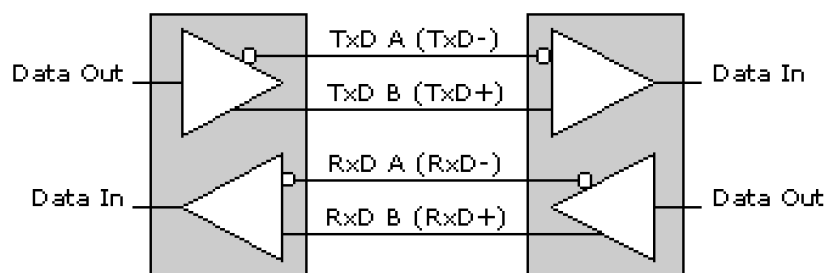 TxD A (TxD-)
Data Out
Data In
TxD B (TxD+)
RxD A (RxD-)
Data In
Data Out
RxD B (RxD+)